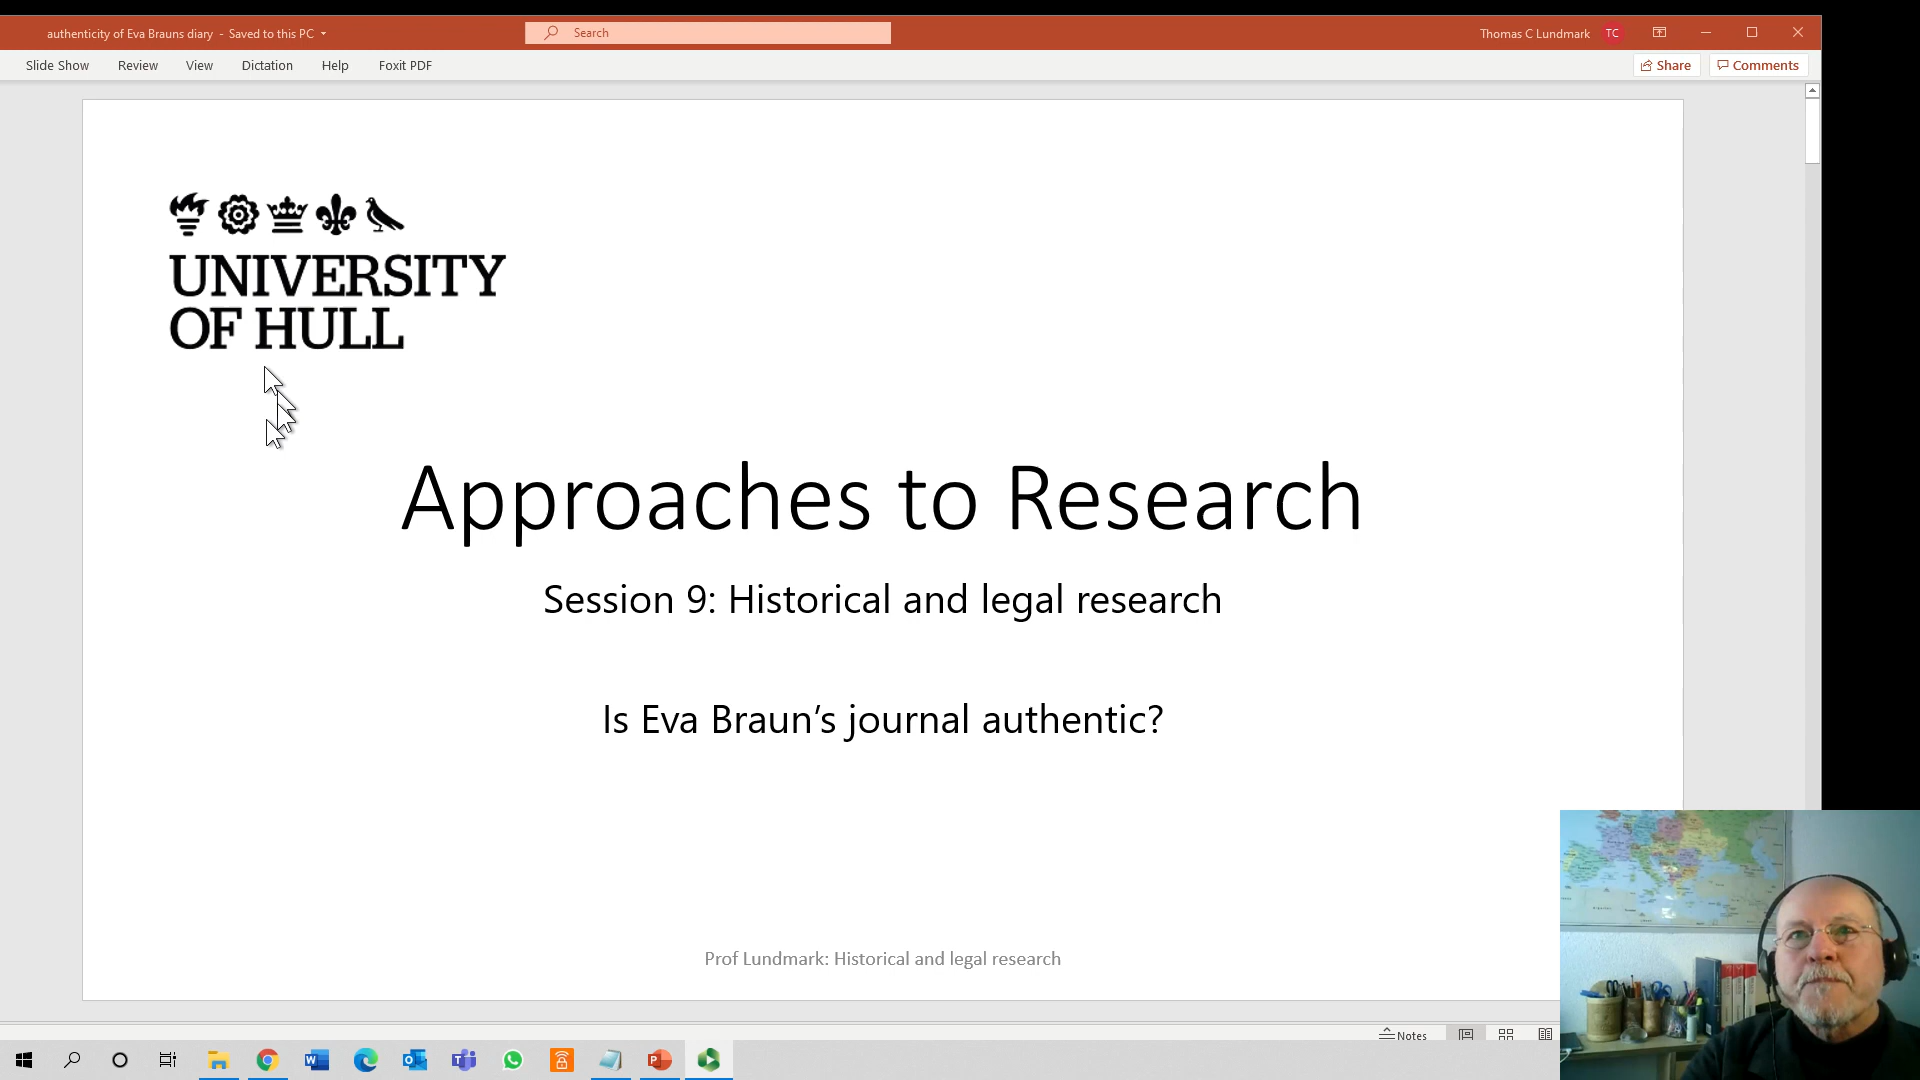 authenticity of Eva Brauns diary - Saved to this PC
Search
Thomas C Lundmark TC
Slide Show Review View Dictation Help Foxit PDF
Share Comments
UNIVERSITY
OF HULL
Approaches to Research
Session 9: Historical and legal research
Is Eva Braun’s journal authentic?
Prof Lundmark: Historical and legal research
Notes